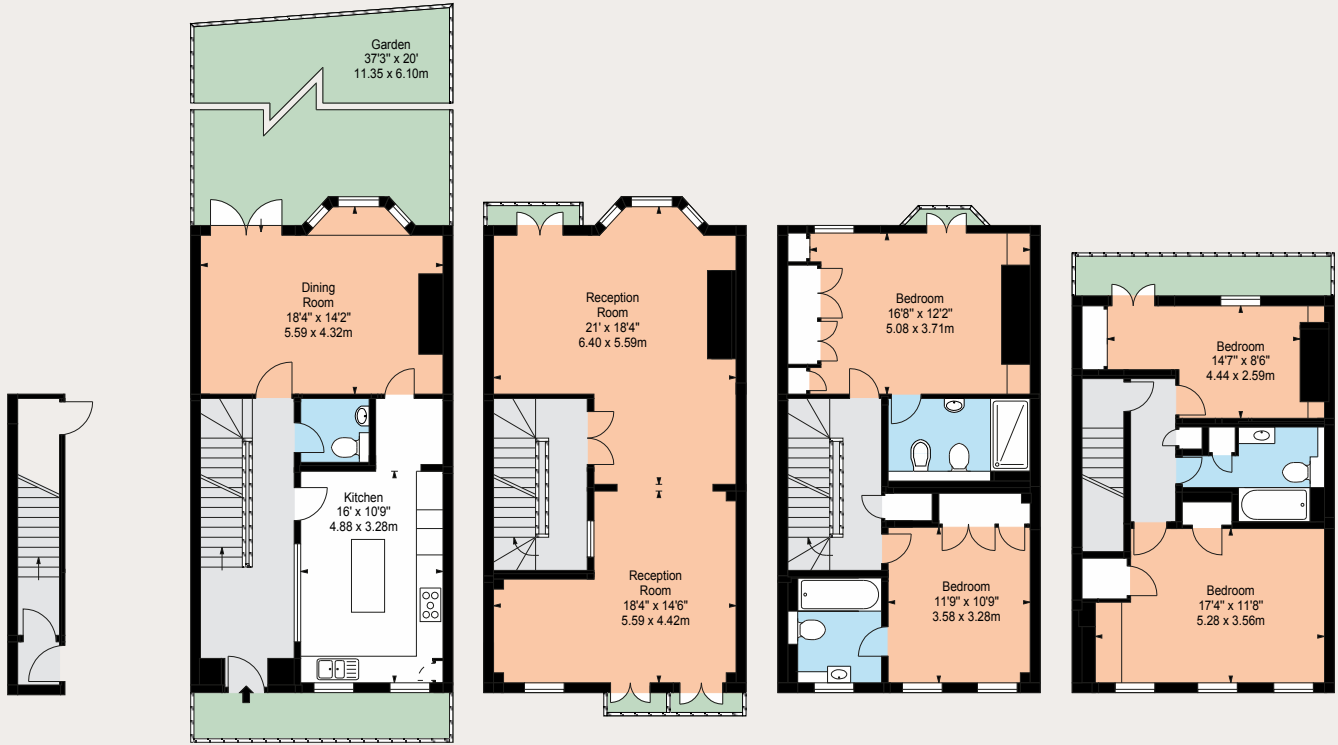 Garden
37'3" x 20'
11.35 x 6.10m
Dining
Room
18'4" x 14'2"
5.59 x 4.32m
Kitchen
16' x 10'9"
4.88 x 3.28m
Reception
Room
21' x 18'4"
6.40 x 5.59m
Reception
Room
18'4" x 14'6"
5.59 x 4.42m
Bedroom
16'8" x 12'2"
5.08 x 3.71m
Bedroom
11'9" x 10'9"
3.58 x 3.28m
Bedroom
14'7" x 8'6"
4.44 x 2.59m
Bedroom
17'4" x 11'8"
5.28 x 3.56m